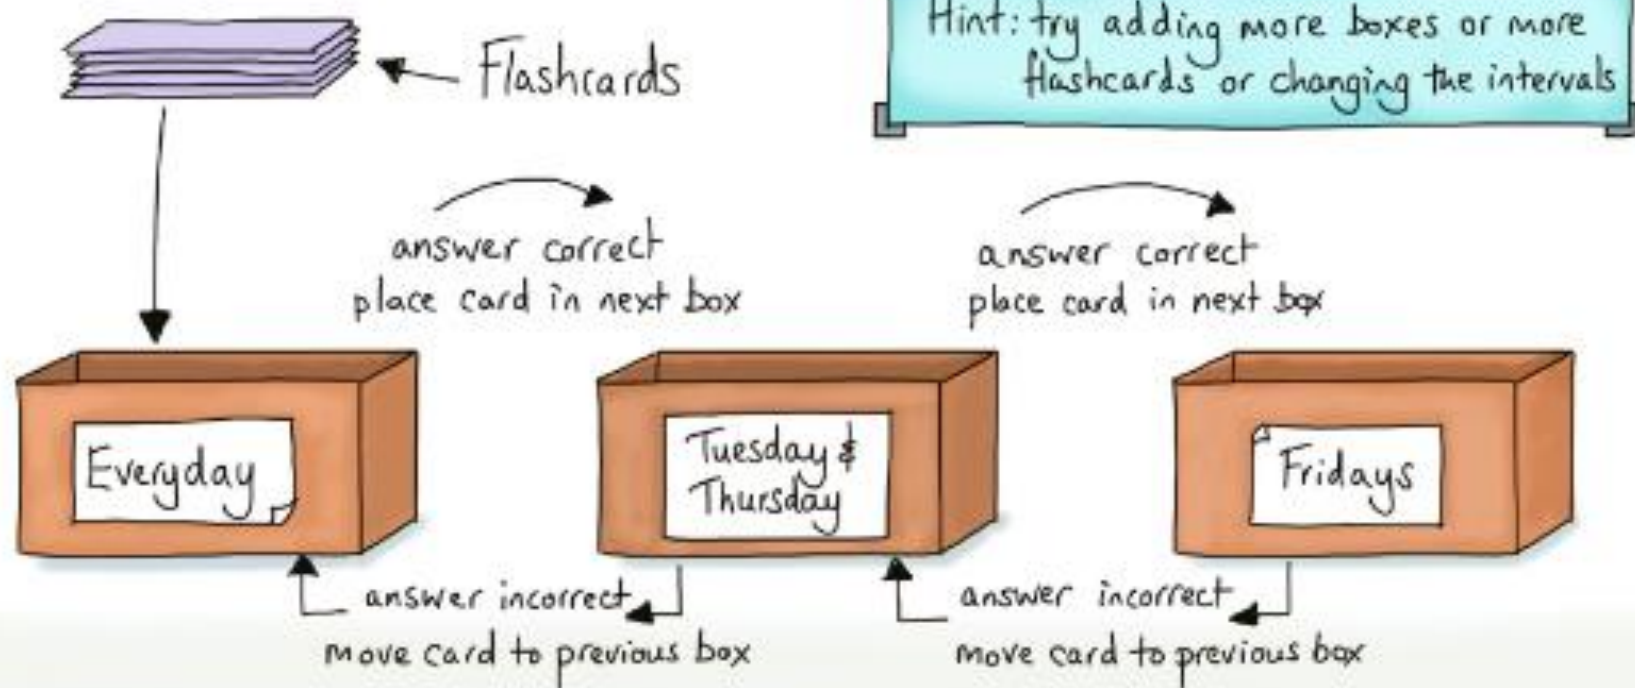 Hint: try adding more boxes or more
flashcards or changing the intervals
Flashcards
answer correct
place card in next box
answer correct
place card in next box
Everyday
Tuesday &
Thursday
Fridays
answer incorrect
move card to previous box
answer incorrect
move card to previous box